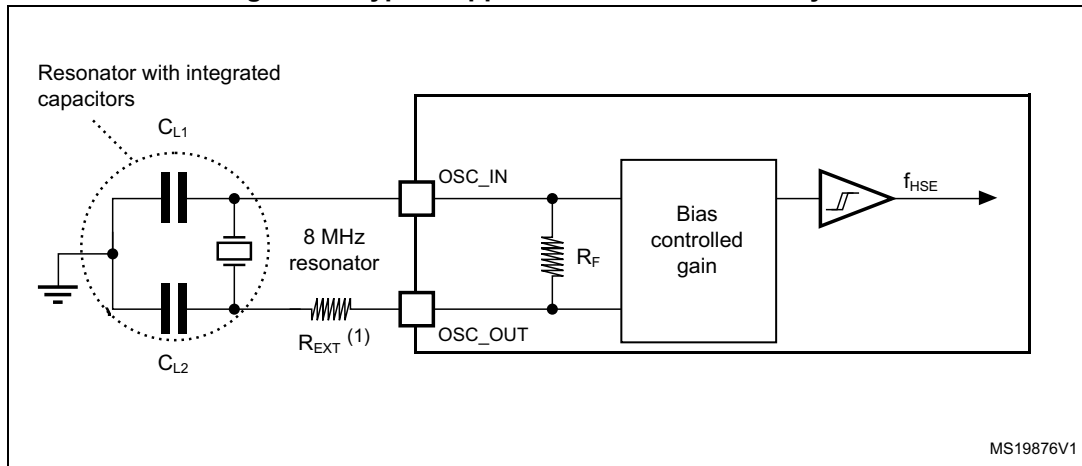 Resonator with integrated
capacitors
CL1
OSC_IN
fHSE
8 MHz
resonator
RF
Bias
controlled
gain
REXT (1)
OSC_OUT
CL2
MS19876V1